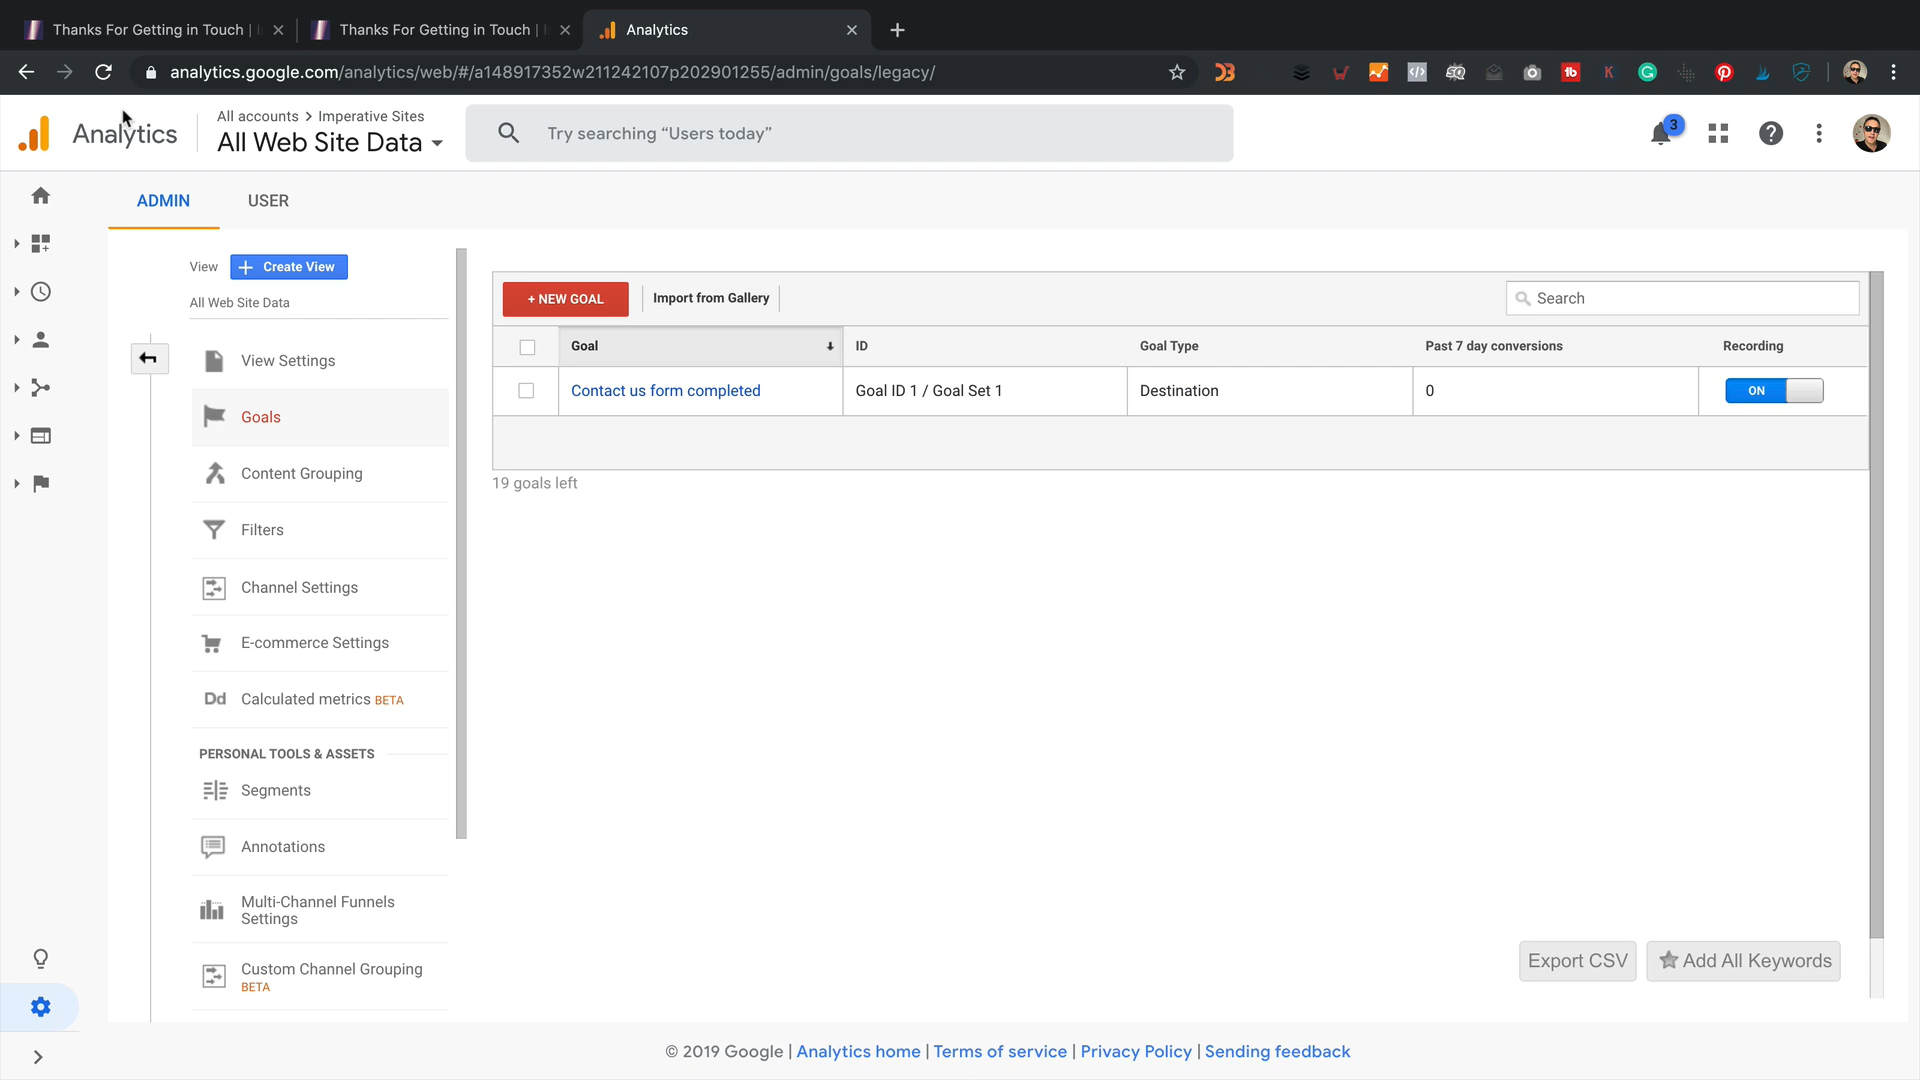 Thanks For Getting in Touch |
Thanks For Getting in Touch |
Analytics
analytics.google.com/analytics/web/#/a148917352w211242107p202901255/admin/goals/legacy/
Analytics
All accounts > Imperative Sites
All Web Site Data
Try searching “Users today”
3
ADMIN
USER
View
Create View
All Web Site Data
View Settings
Goals
Content Grouping
Filters
Channel Settings
E-commerce Settings
Dd
Calculated metrics BETA
PERSONAL TOOLS & ASSETS
Segments
Annotations
Multi-Channel Funnels
Settings
Custom Channel Grouping
BETA
+ NEW GOAL
Import from Gallery
Search
Goal
ID
Goal Type
Past 7 day conversions
Recording
Contact us form completed
Goal ID 1 / Goal Set 1
Destination
0
ON
19 goals left
Export CSV
Add All Keywords
© 2019 Google | Analytics home | Terms of service | Privacy Policy | Sending feedback